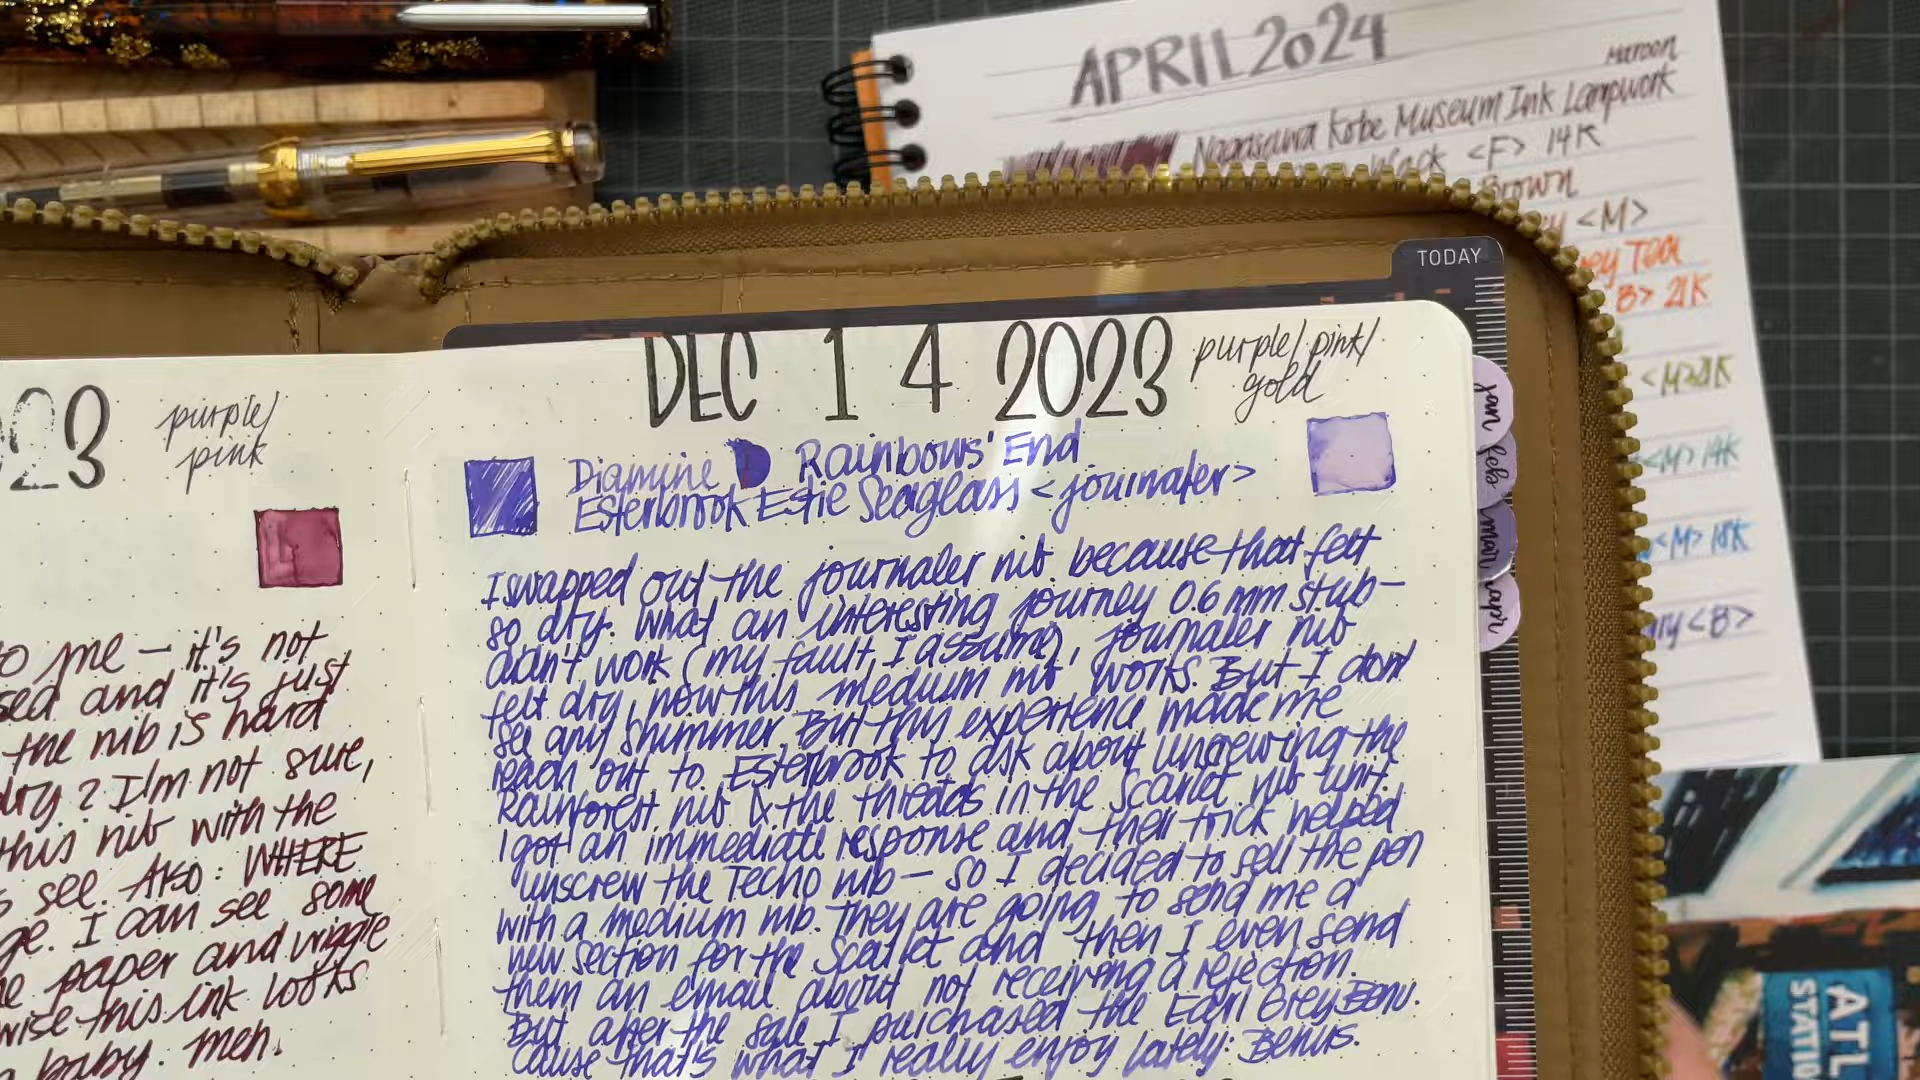 APRIL 2024
Maroon
Nagasawa Kobe Museum Ink Lampwork
<F> 14K
Brown
<M>
Tea
B> 21K
<M>
<M> 14K
<M> 18K
<B>
TODAY
23
purple/
pink
o me – it's not
sed and it's just
the nib is hard
dry? I'm not sure,
this nib with the
s see. Also: WHERE
ge. I can see some
e paper and wiggle
wise this ink looks
baby. Meh.
DEC 14 2023
purple/pink/
gold
Diamine Rainbows' End
Esterbrook Estie Seaglass <journaler>
I swapped out the journaler nib because that felt
so dry. What an interesting journey 0.6 mm stub–
didn't work (my fault, I assume), journaler nib
felt dry, now this medium nib works. But I don't
see any shimmer. But this experience made me
reach out to Esterbrook to ask about unscrewing the
Rainforest nib & the threads in the Scarlet nib unit.
I got an immediate response and their trick helped
unscrew the Techo nib – so I decided to sell the pen
with a medium nib. They are going to send me a
new section for the Scarlet and then I even send
them an email about not receiving a rejection.
But after the sale I purchased the Earl Grey Benu.
Cause that's what I really enjoy lately: Benus.
jan
feb
mar
apr
ATL
STATIO